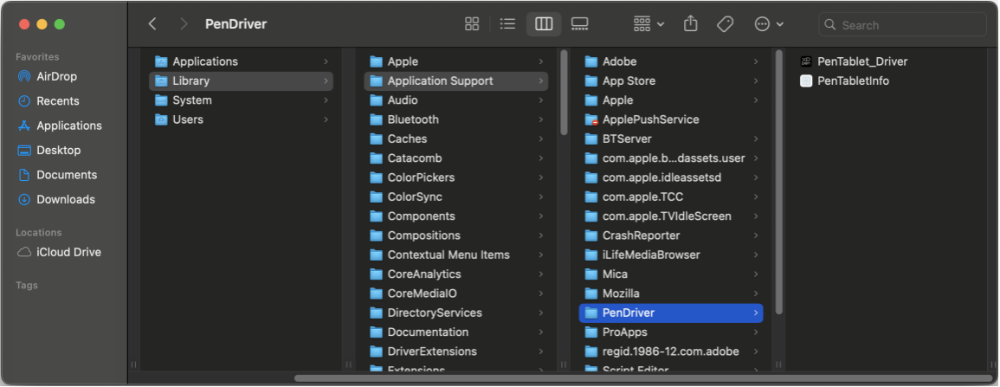 PenDriver
Search
Favorites
AirDrop
Recents
Applications
Desktop
Documents
Downloads
Locations
iCloud Drive
Tags
Applications
Library
System
Users
Apple
Application Support
Audio
Bluetooth
Caches
Catacomb
ColorPickers
ColorSync
Components
Compositions
Contextual Menu Items
CoreAnalytics
CoreMediaIO
DirectoryServices
Documentation
DriverExtensions
Extensions
Adobe
App Store
Apple
ApplePushService
BTServer
com.apple.b...dassets.user
com.apple.idleassetsd
com.apple.TCC
com.apple.TVIdleScreen
CrashReporter
iLifeMediaBrowser
Mica
Mozilla
PenDriver
ProApps
regid.1986-12.com.adobe
Script Editor
PenTablet_Driver
PenTabletInfo